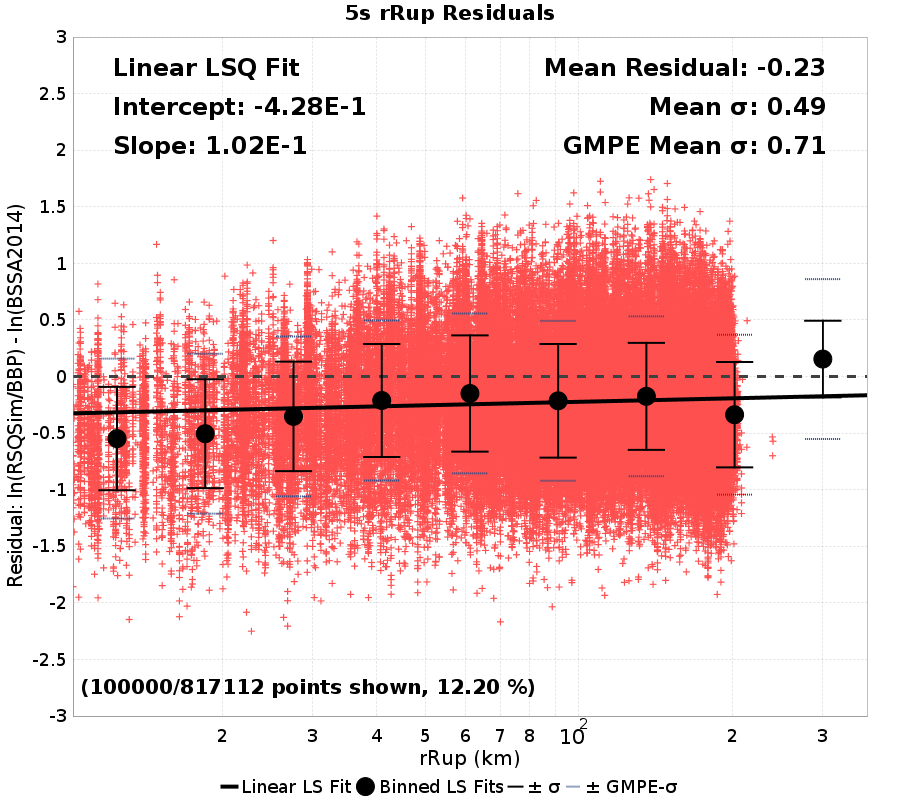 5s rRup Residuals
Linear LSQ Fit
Intercept: -4.28E-1
Slope: 1.02E-1
Mean Residual: -0.23
Mean σ: 0.49
GMPE Mean σ: 0.71
Residual: ln(RSQSim/BBP) - ln(BSSA2014)
3
2.5
2
1.5
1
0.5
0
-0.5
-1
-1.5
-2
-2.5
-3
(100000/817112 points shown, 12.20 %)
2 3 4 5 6 7 8 10² 2 3
rRup (km)
Linear LS Fit Binned LS Fits ± σ ± GMPE-σ